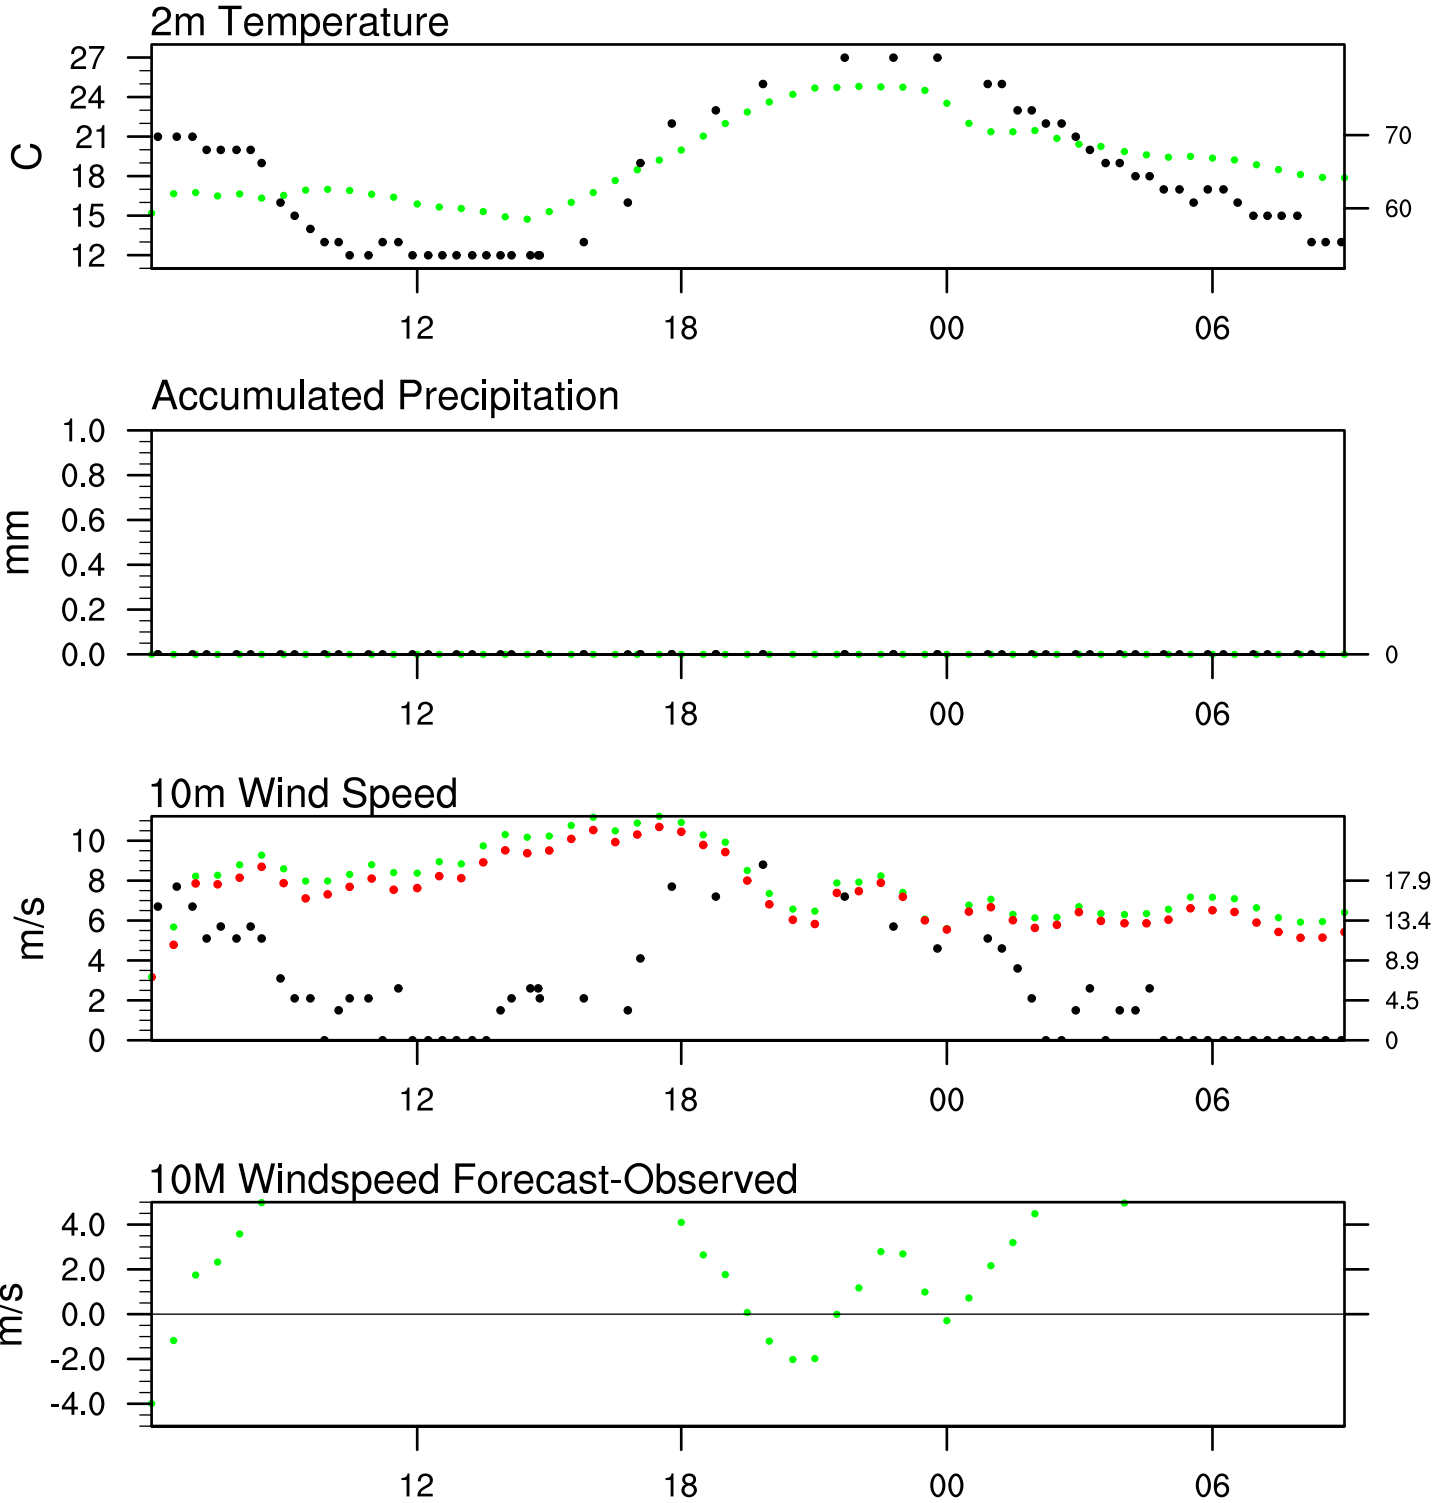 2m Temperature
27
24
21
18
15
12
C
70
60
12 18 00 06
Accumulated Precipitation
1.0
0.8
0.6
0.4
0.2
0.0
mm
0
12 18 00 06
10m Wind Speed
10
8
6
4
2
0
m/s
17.9
13.4
8.9
4.5
0
12 18 00 06
10M Windspeed Forecast-Observed
4.0
2.0
0.0
-2.0
-4.0
m/s
12 18 00 06